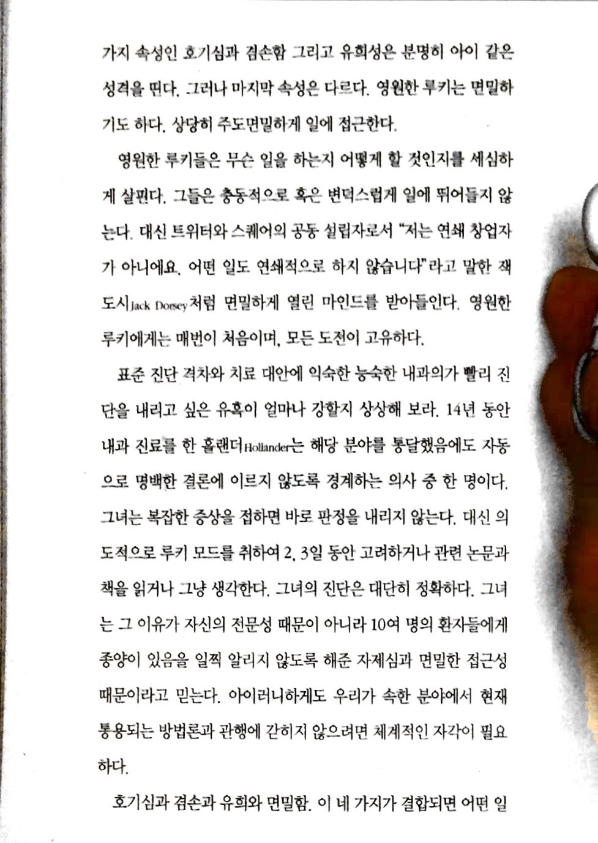 가지 속성인 호기심과 겸손함 그리고 유희성은 분명히 아이 같은
성격을 띤다. 그러나 마지막 속성은 다르다. 영원한 루키는 면밀하
기도 하다. 상당히 주도면밀하게 일에 접근한다.
영원한 루키들은 무슨 일을 하는지 어떻게 할 것인지를 세심하
게 살핀다. 그들은 충동적으로 혹은 변덕스럽게 일에 뛰어들지 않
는다. 대신 트위터와 스퀘어의 공동 설립자로서 “저는 연쇄 창업자
가 아니에요. 어떤 일도 연쇄적으로 하지 않습니다”라고 말한 잭
도시Jack Dorsey처럼 면밀하게 열린 마인드를 받아들인다. 영원한
루키에게는 매번이 처음이며, 모든 도전이 고유하다.
표준 진단 격차와 치료 대안에 익숙한 능숙한 내과의가 빨리 진
단을 내리고 싶은 유혹이 얼마나 강할지 상상해 보라. 14년 동안
내과 진료를 한 홀랜더Hollander는 해당 분야를 통달했음에도 자동
으로 명백한 결론에 이르지 않도록 경계하는 의사 중 한 명이다.
그녀는 복잡한 증상을 접하면 바로 판정을 내리지 않는다. 대신 의
도적으로 루키 모드를 취하여 2, 3일 동안 고려하거나 관련 논문과
책을 읽거나 그냥 생각한다. 그녀의 진단은 대단히 정확하다. 그녀
는 그 이유가 자신의 전문성 때문이 아니라 10여 명의 환자들에게
종양이 있음을 일찍 알리지 않도록 해준 자제심과 면밀한 접근성
때문이라고 믿는다. 아이러니하게도 우리가 속한 분야에서 현재
통용되는 방법론과 관행에 갇히지 않으려면 체계적인 자각이 필요
하다.
호기심과 겸손과 유희와 면밀함. 이 네 가지가 결합되면 어떤 일